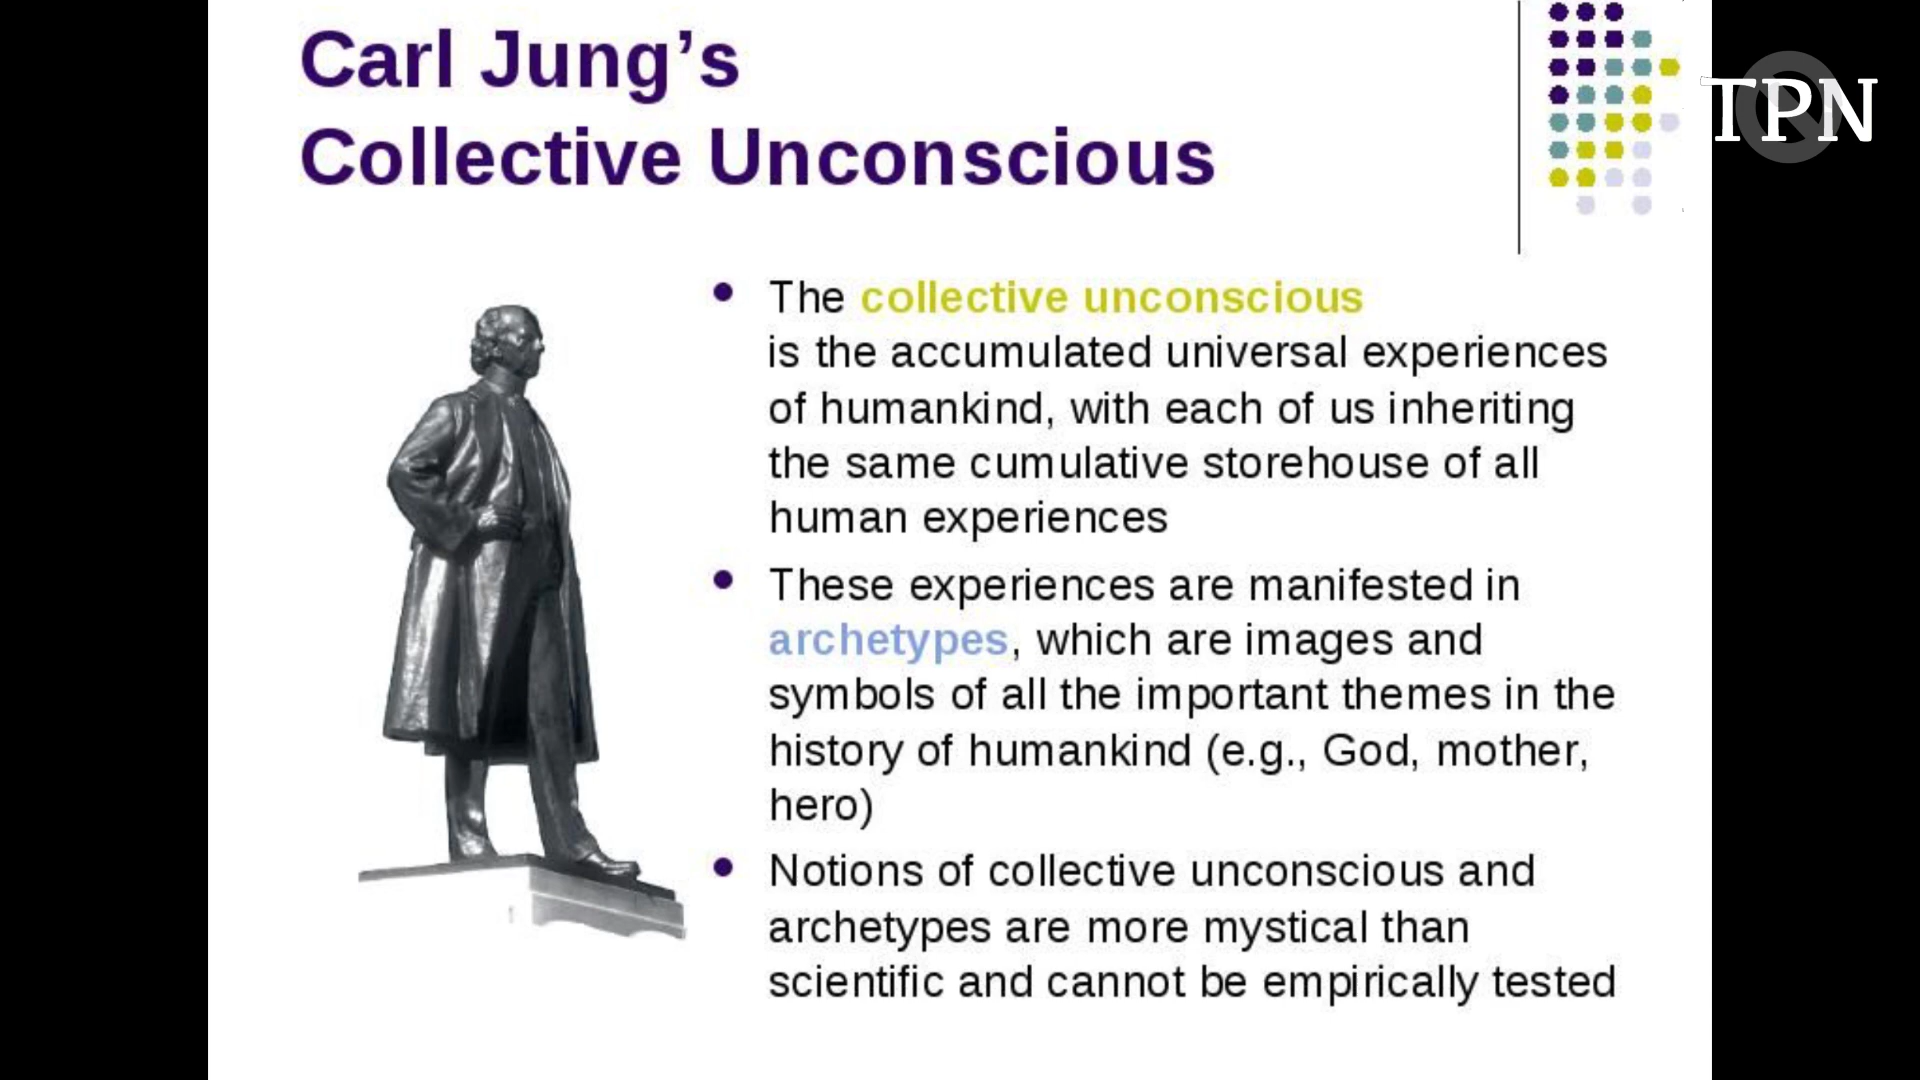 Carl Jung’s
Collective Unconscious
TPN
The collective unconscious
is the accumulated universal experiences
of humankind, with each of us inheriting
the same cumulative storehouse of all
human experiences
These experiences are manifested in
archetypes, which are images and
symbols of all the important themes in the
history of humankind (e.g., God, mother,
hero)
Notions of collective unconscious and
archetypes are more mystical than
scientific and cannot be empirically tested